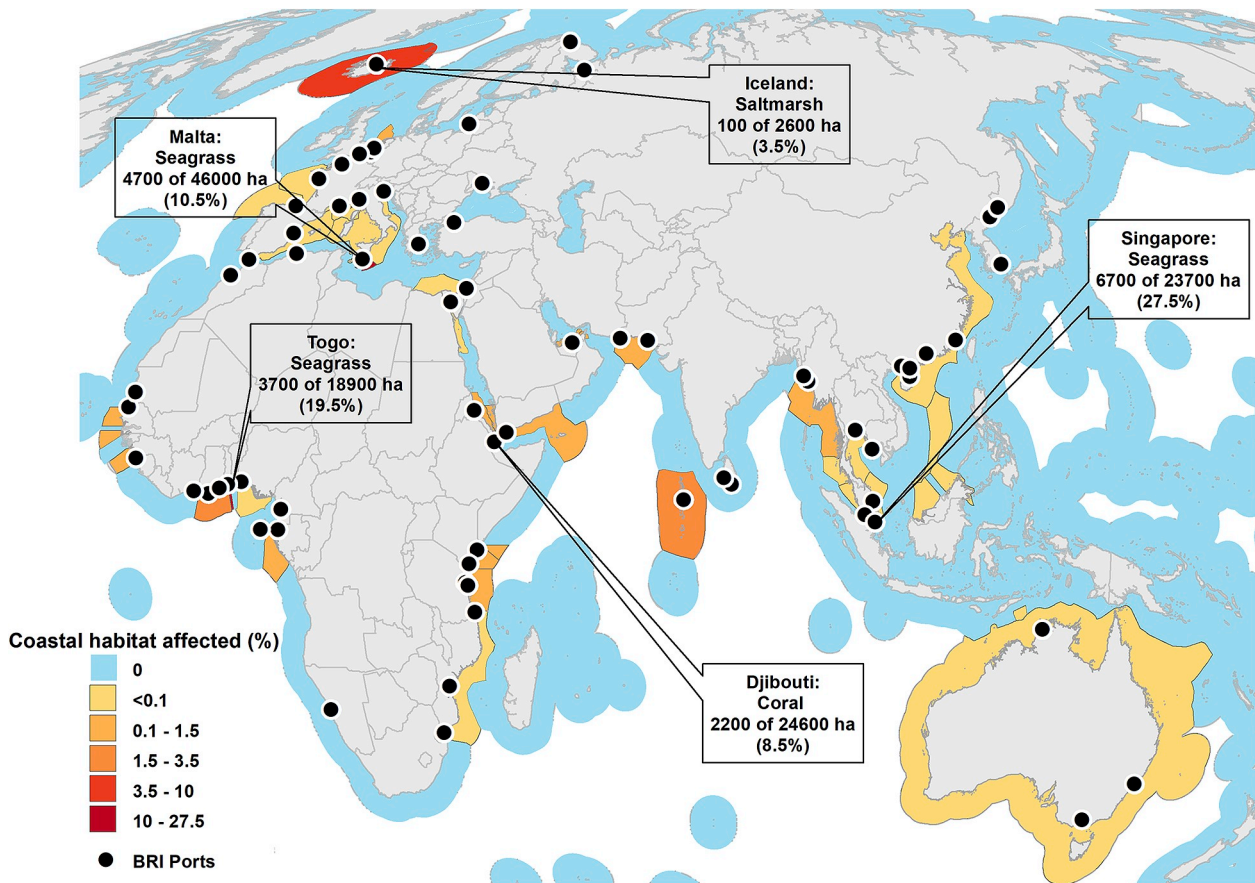 Iceland:
Saltmarsh
100 of 2600 ha
(3.5%)
Malta:
Seagrass
4700 of 46000 ha
(10.5%)
Singapore:
Seagrass
6700 of 23700 ha
(27.5%)
Togo:
Seagrass
3700 of 18900 ha
(19.5%)
Djibouti:
Coral
2200 of 24600 ha
(8.5%)
Coastal habitat affected (%)
0
<0.1
0.1 - 1.5
1.5 - 3.5
3.5 - 10
10 - 27.5
BRI Ports